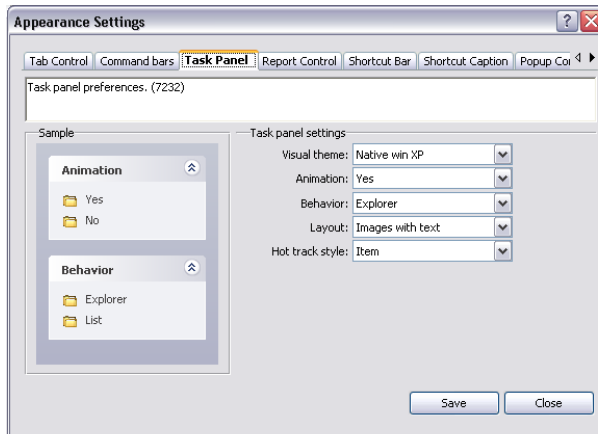 Appearance Settings
Tab Control Command bars Task Panel Report Control Shortcut Bar Shortcut Caption Popup Co
Task panel preferences. (7232)
Sample
Animation
Yes
No
Behavior
Explorer
List
Task panel settings
Visual theme: Native win XP
Animation: Yes
Behavior: Explorer
Layout: Images with text
Hot track style: Item
Save Close